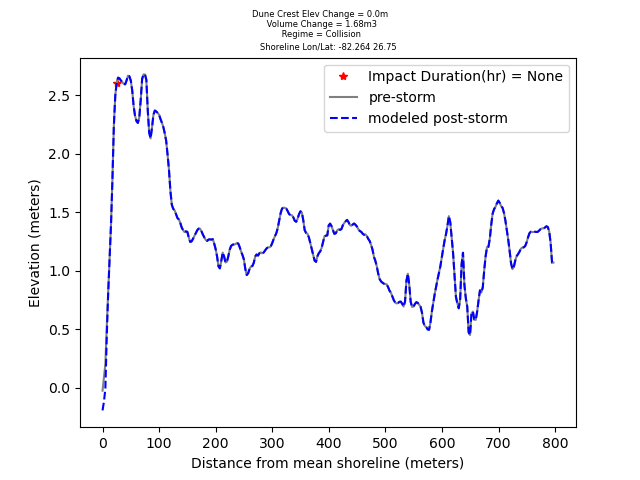 Dune Crest Elev Change = 0.0m
Volume Change = 1.68m3
Regime = Collision
Shoreline Lon/Lat: -82.264 26.75
Impact Duration(hr) = None
pre-storm
modeled post-storm
Elevation (meters)
2.5
2.0
1.5
1.0
0.5
0.0
0 100 200 300 400 500 600 700 800
Distance from mean shoreline (meters)